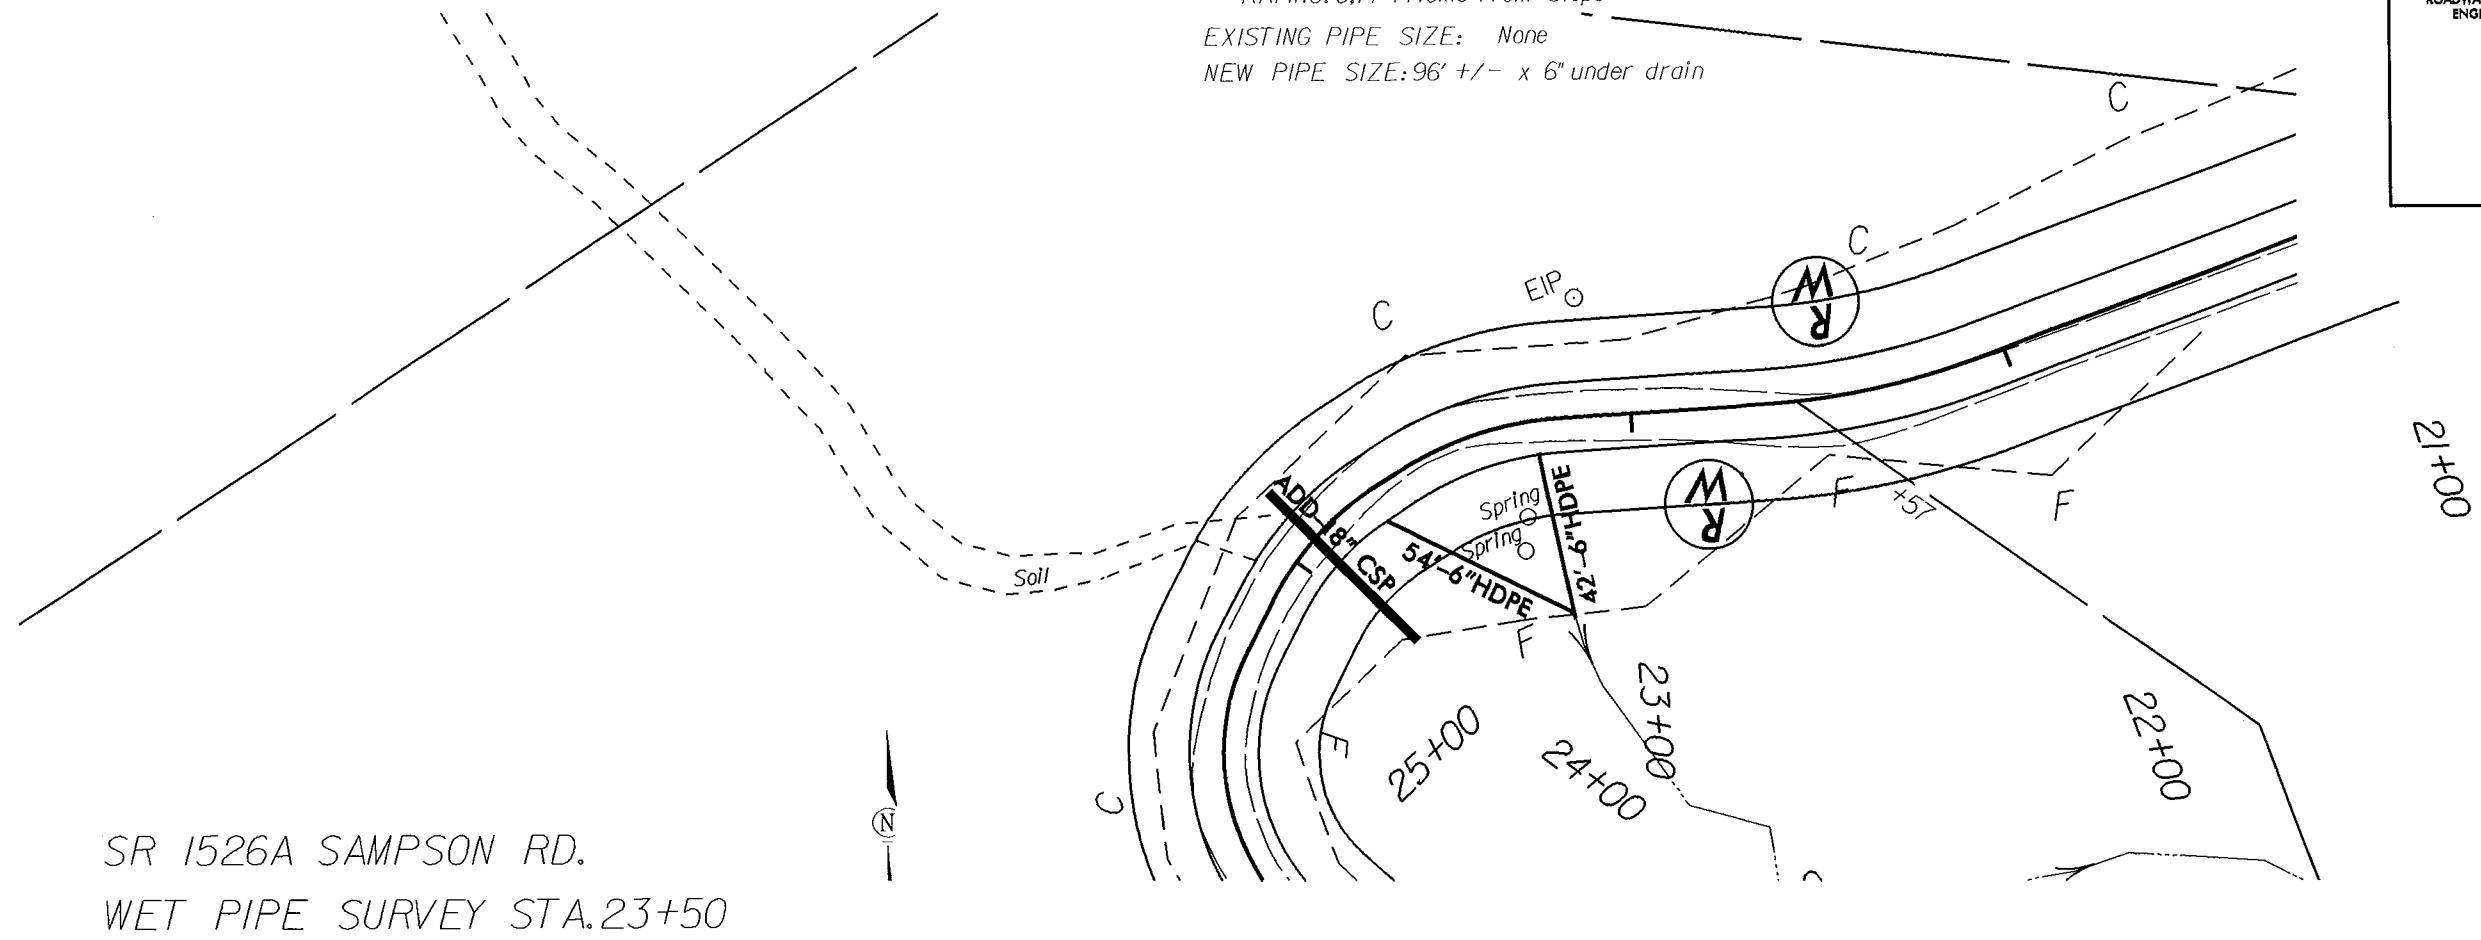 EXISTING PIPE SIZE: None
NEW PIPE SIZE: 96' +/- x 6" under drain
ENGI
C
C
EIP
C
R/W
21+00
ADD-18" CSP
Spring
Spring
42'-6"HDPE
54'-6"HDPE
R/W
F
+57
F
Soil
F
F
23+00
22+00
25+00
24+00
C
N
SR 1526A SAMPSON RD.
WET PIPE SURVEY STA.23+50